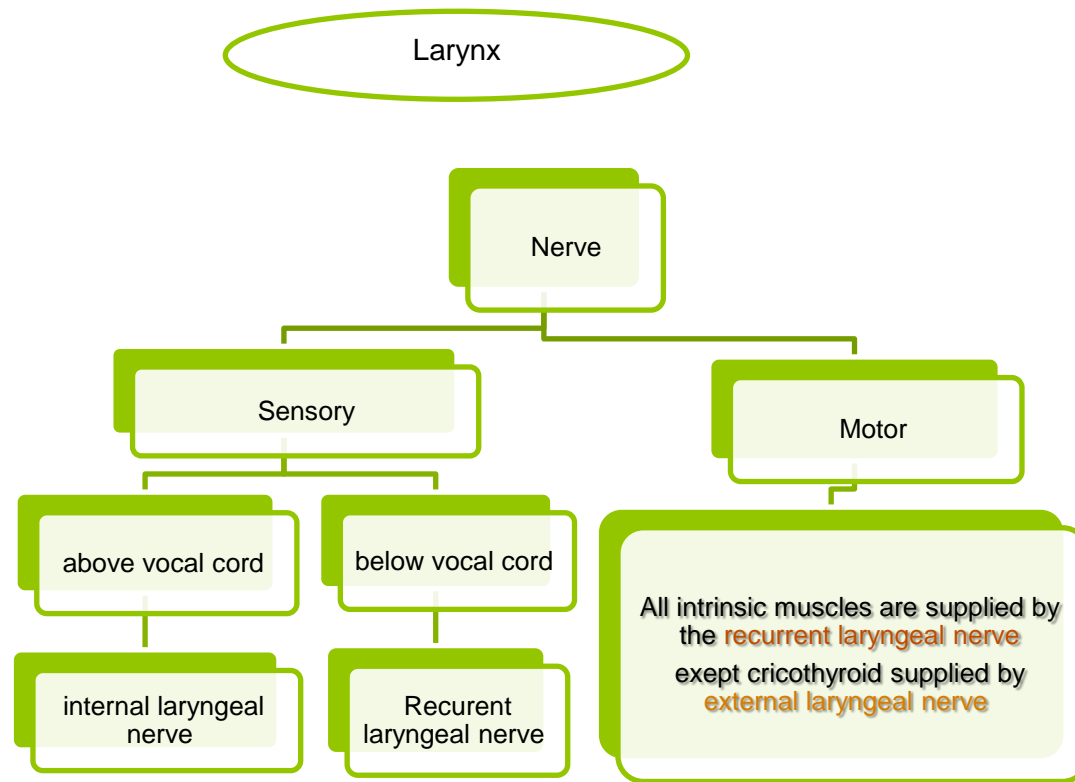 Larynx
Nerve
Sensory
Motor
above vocal cord
below vocal cord
internal laryngeal
nerve
Recurent
laryngeal nerve
All intrinsic muscles are supplied by
the recurrent laryngeal nerve
exept cricothyroid supplied by
external laryngeal nerve